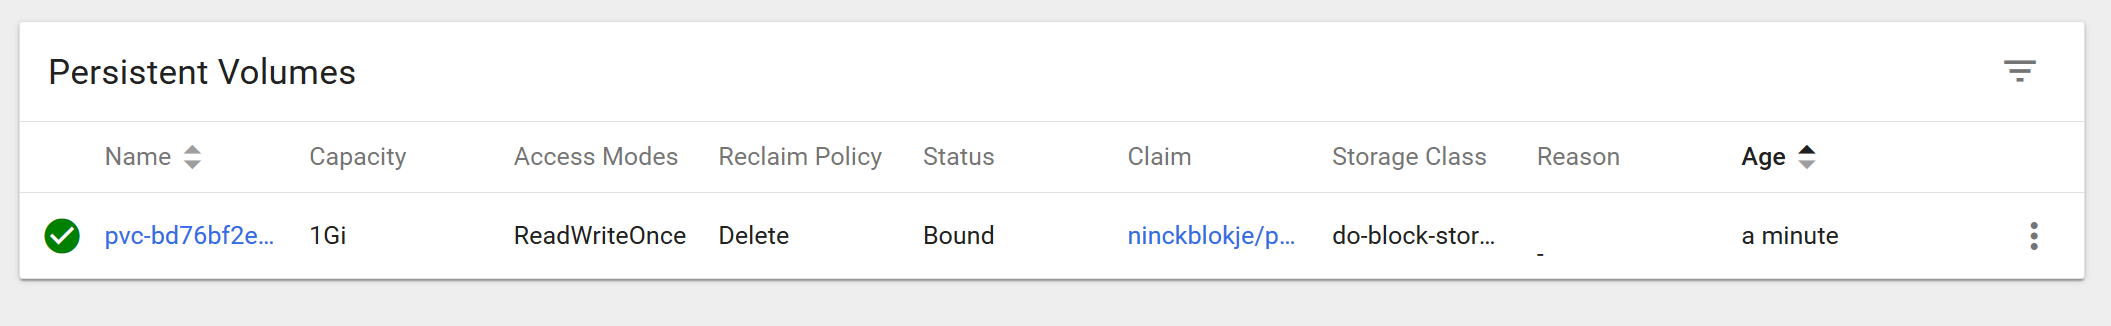 Persistent Volumes
Name Capacity Access Modes Reclaim Policy Status Claim Storage Class Reason Age
pvc-bd76bf2e... 1Gi ReadWriteOnce Delete Bound ninckblokje/p... do-block-stor... - a minute